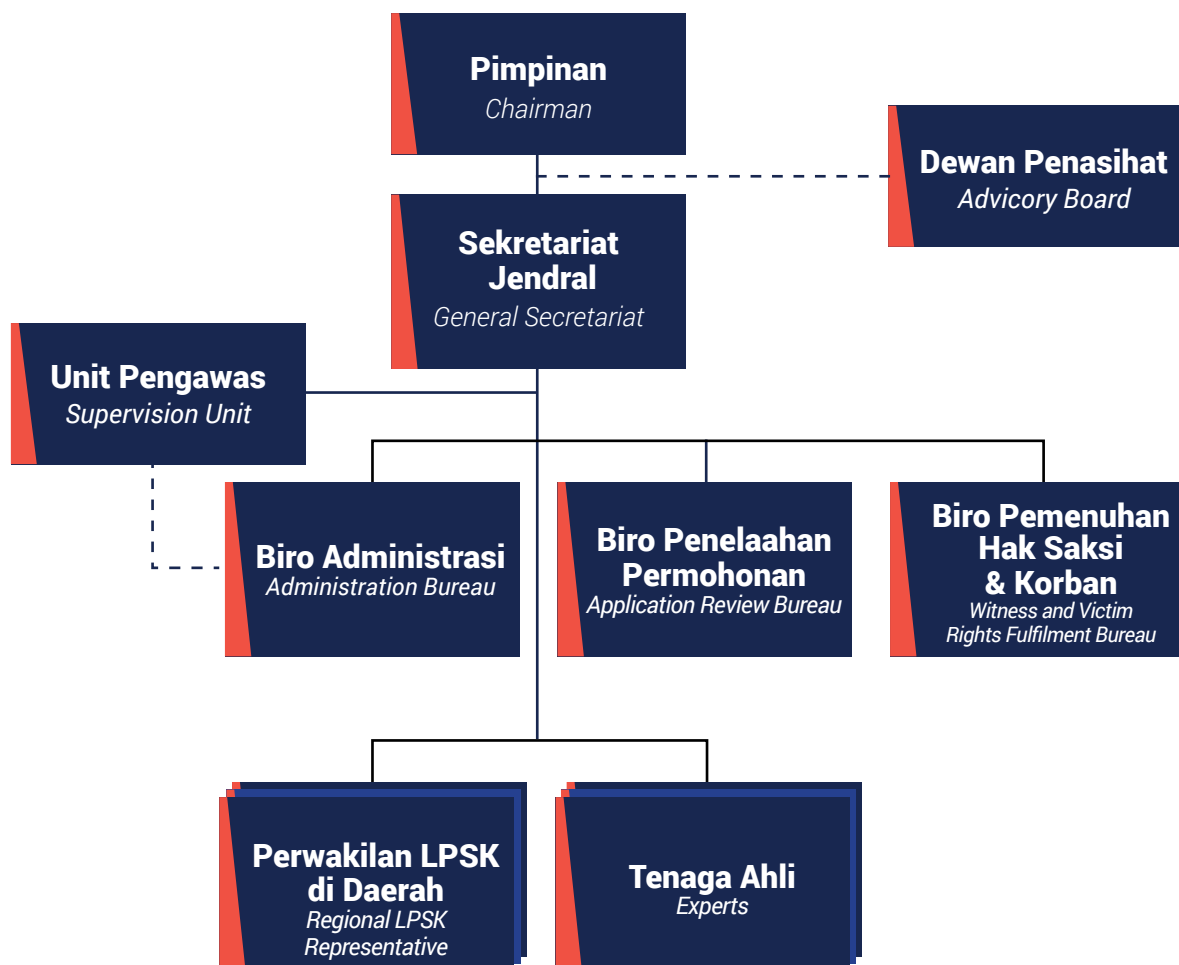 Pimpinan
Chairman
Dewan Penasihat
Advicory Board
Sekretariat
Jendral
General Secretariat
Unit Pengawas
Supervision Unit
Biro Administrasi
Administration Bureau
Biro Penelaahan
Permohonan
Application Review Bureau
Biro Pemenuhan
Hak Saksi
& Korban
Witness and Victim
Rights Fulfilment Bureau
Perwakilan LPSK
di Daerah
Regional LPSK
Representative
Tenaga Ahli
Experts